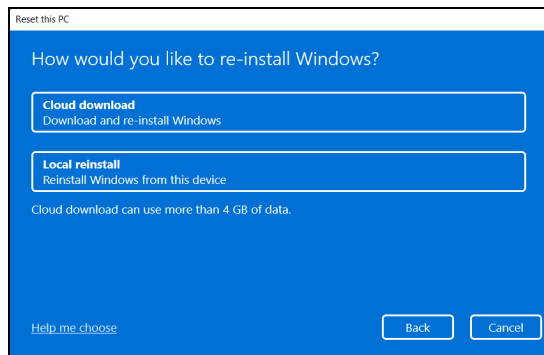 Reset this PC
How would you like to re-install Windows?
Cloud download
Download and re-install Windows
Local reinstall
Reinstall Windows from this device
Cloud download can use more than 4 GB of data.
Help me choose
Back
Cancel